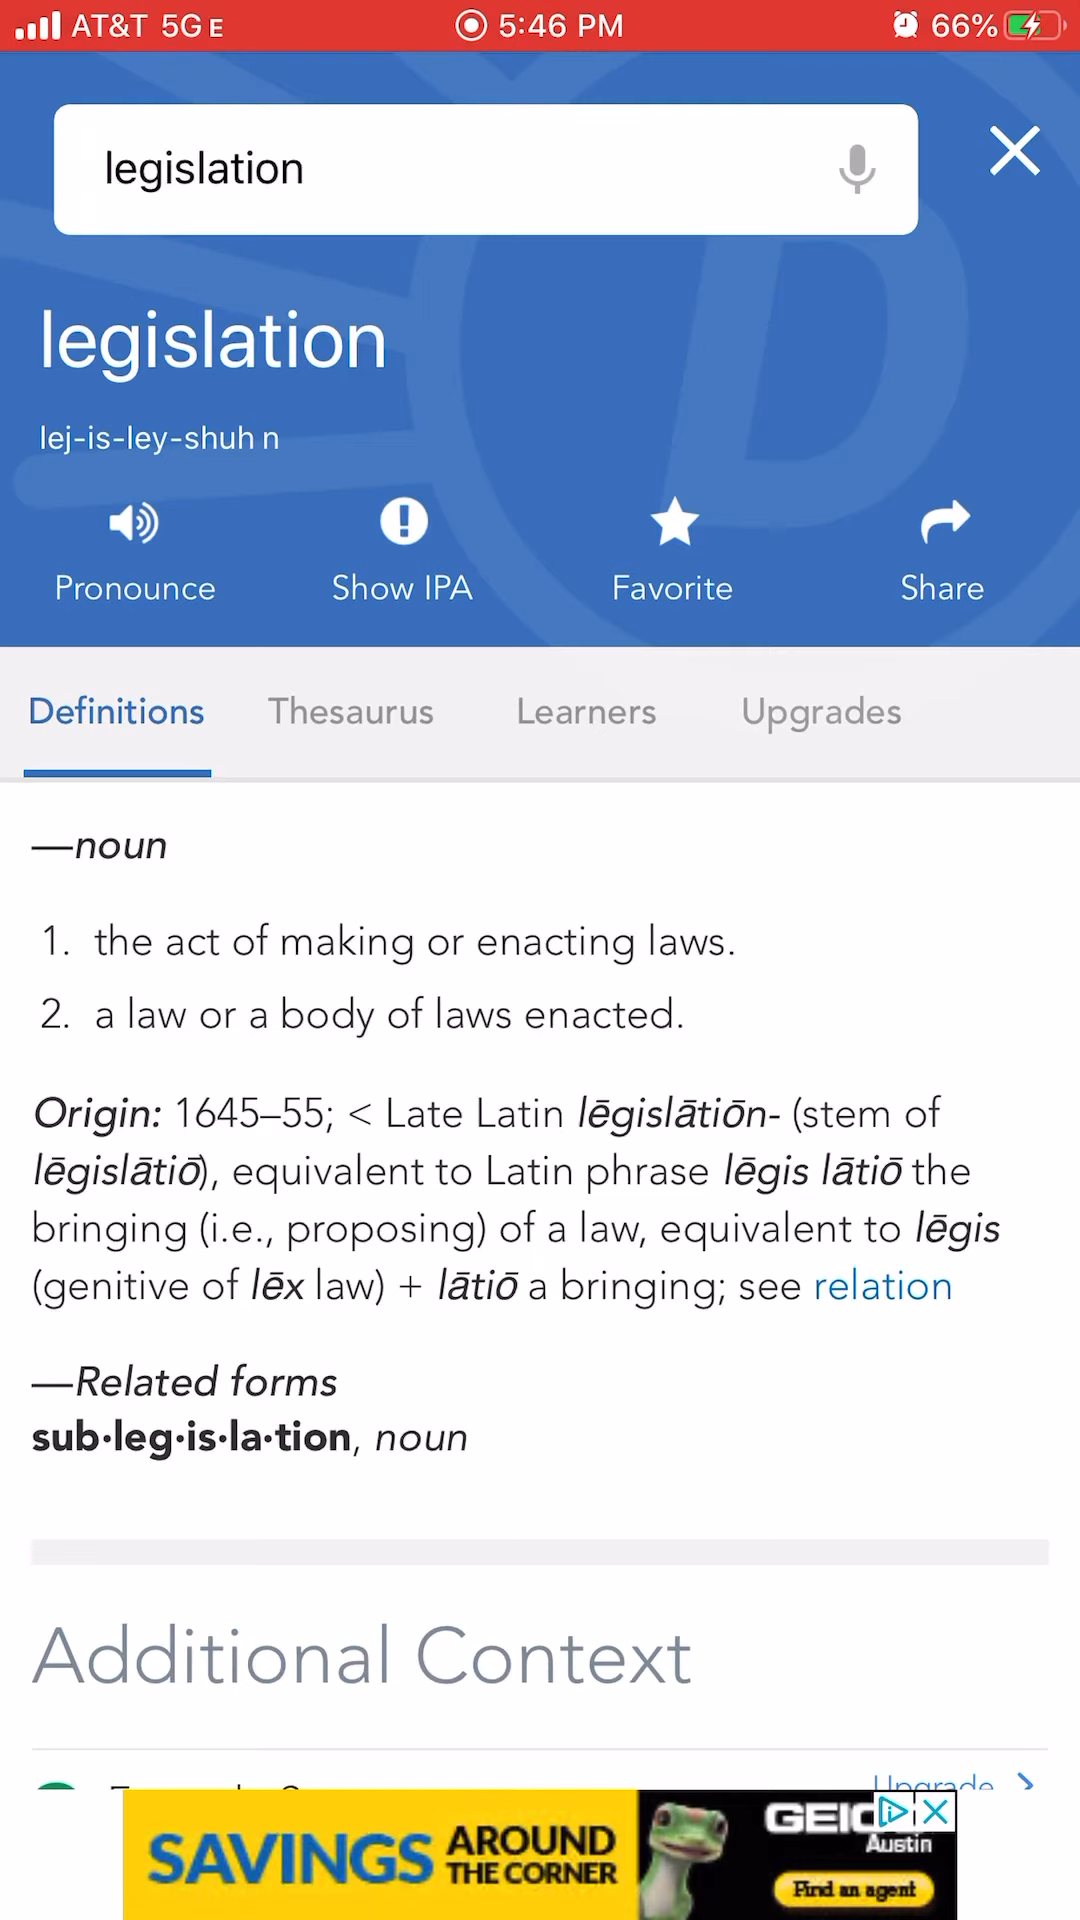 AT&T 5GE 5:46 PM 66%
legislation
legislation
lej-is-ley-shuh n
Pronounce Show IPA Favorite Share
Definitions Thesaurus Learners Upgrades
—noun
1. the act of making or enacting laws.
2. a law or a body of laws enacted.
Origin: 1645–55; < Late Latin lēgislātiōn- (stem of
lēgislātiō), equivalent to Latin phrase lēgis lātiō the
bringing (i.e., proposing) of a law, equivalent to lēgis
(genitive of lēx law) + lātiō a bringing; see relation
—Related forms
sub·leg·is·la·tion, noun
Additional Context
Upgrade
SAVINGS AROUND
THE CORNER
Austin
Find an agent